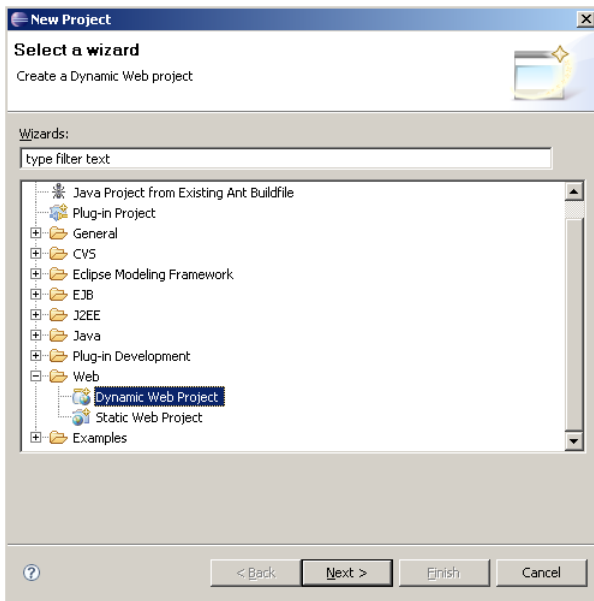 New Project
Select a wizard
Create a Dynamic Web project
Wizards:
type filter text
Java Project from Existing Ant Buildfile
Plug-in Project
General
CVS
Eclipse Modeling Framework
EJB
J2EE
Java
Plug-in Development
Web
Dynamic Web Project
Static Web Project
Examples
< Back Next > Finish Cancel